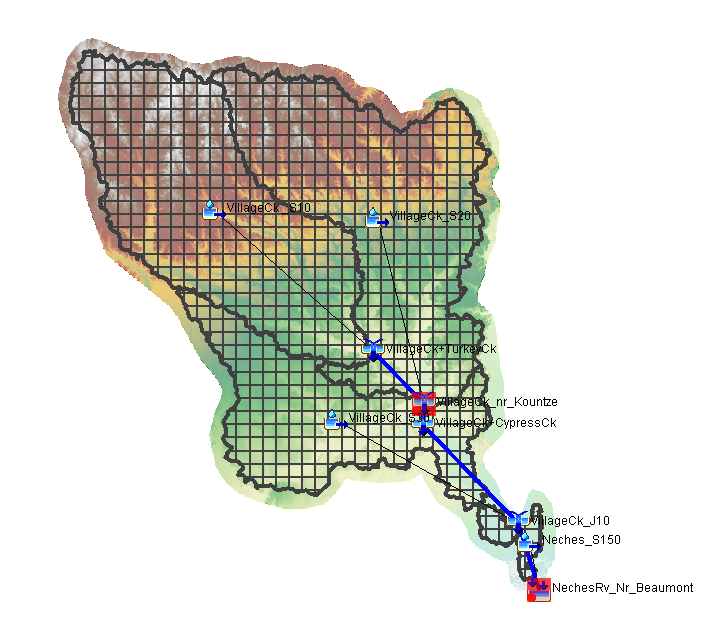 VillageCk_S10
VillageCk_S20
VillageCk+TurkeyCk
VillageCk_nr_Kountze
VillageCk+CypressCk
VillageCk_J10
Neches_S150
NechesRv_Nr_Beaumont